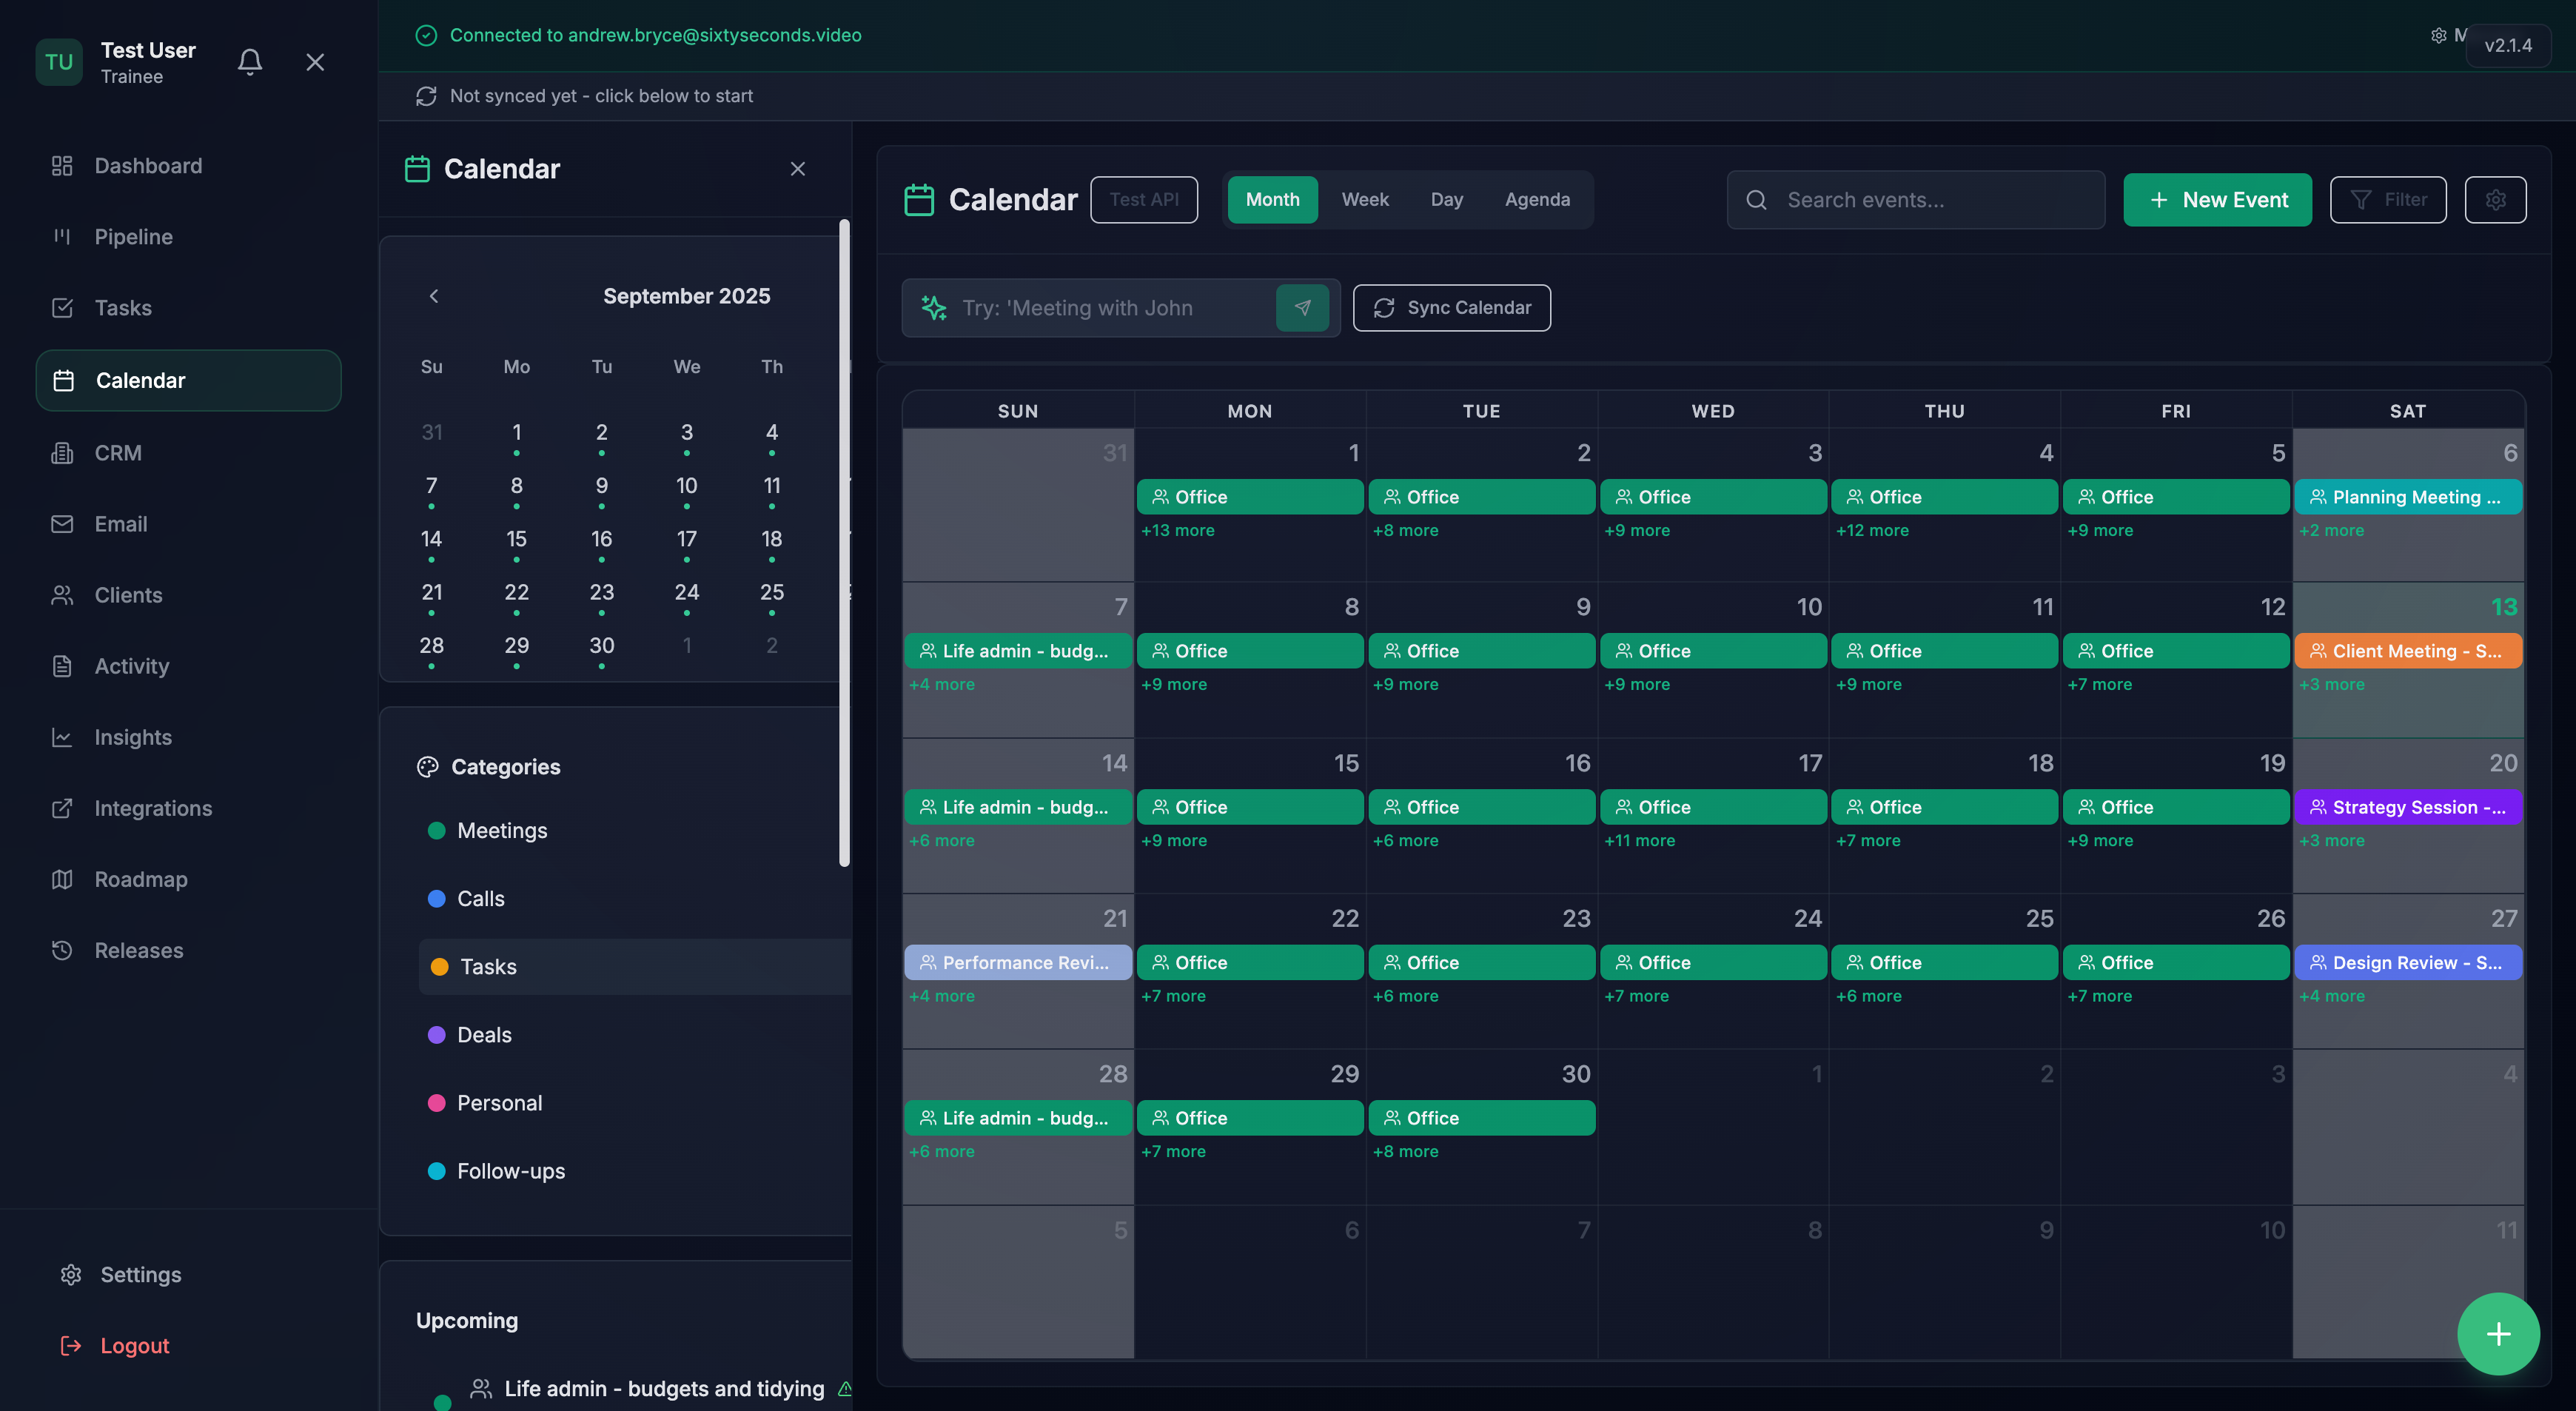 TU
Test User
Trainee
Dashboard
Pipeline
Tasks
Calendar
CRM
Email
Clients
Activity
Insights
Integrations
Roadmap
Releases
Settings
Logout
Connected to andrew.bryce@sixtyseconds.video
v2.1.4
Not synced yet - click below to start
Calendar
September 2025
Su Mo Tu We Th
31 1 2 3 4
7 8 9 10 11
14 15 16 17 18
21 22 23 24 25
28 29 30 1 2
Categories
Meetings
Calls
Tasks
Deals
Personal
Follow-ups
Upcoming
Life admin - budgets and tidying
Calendar Test API Month Week Day Agenda Search events... New Event Filter
Try: 'Meeting with John Sync Calendar
SUN MON TUE WED THU FRI SAT
31 1 2 3 4 5 6
Office Office Office Office Office Planning Meeting ...
+13 more +8 more +9 more +12 more +9 more +2 more
7 8 9 10 11 12 13
Life admin - budg... Office Office Office Office Office Client Meeting - S...
+4 more +9 more +9 more +9 more +9 more +7 more +3 more
14 15 16 17 18 19 20
Life admin - budg... Office Office Office Office Office Strategy Session -...
+6 more +9 more +6 more +11 more +7 more +9 more +3 more
21 22 23 24 25 26 27
Performance Revi... Office Office Office Office Office Design Review - S...
+4 more +7 more +6 more +7 more +6 more +7 more +4 more
28 29 30 1 2 3 4
Life admin - budg... Office Office
+6 more +7 more +8 more
5 6 7 8 9 10 11